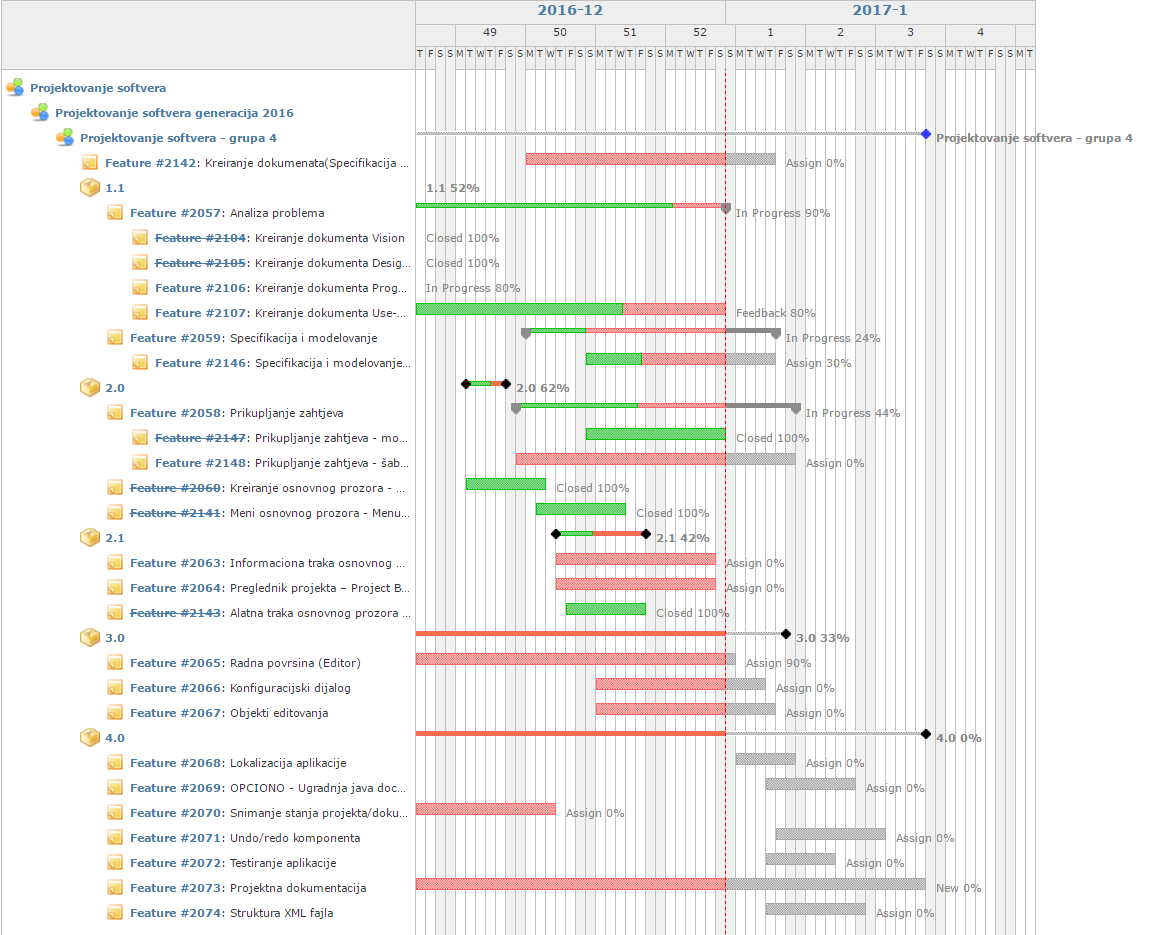 2016-12 2017-1
49 50 51 52 1 2 3 4
T F S S M T W T F S S M T W T F S S M T W T F S S M T W T F S S M T W T F S S M T W T F S S M T W T F S S M T W T F S S M T
Projektovanje softvera
Projektovanje softvera generacija 2016
Projektovanje softvera - grupa 4 Projektovanje softvera - grupa 4
Feature #2142: Kreiranje dokumenata(Specifikacija ... Assign 0%
1.1 1.1 52%
Feature #2057: Analiza problema In Progress 90%
Feature #2104: Kreiranje dokumenta Vision Closed 100%
Feature #2105: Kreiranje dokumenta Desig... Closed 100%
Feature #2106: Kreiranje dokumenta Prog... In Progress 80%
Feature #2107: Kreiranje dokumenta Use-... Feedback 80%
Feature #2059: Specifikacija i modelovanje In Progress 24%
Feature #2146: Specifikacija i modelovanje... Assign 30%
2.0 2.0 62%
Feature #2058: Prikupljanje zahtjeva In Progress 44%
Feature #2147: Prikupljanje zahtjeva - mo... Closed 100%
Feature #2148: Prikupljanje zahtjeva - šab... Assign 0%
Feature #2060: Kreiranje osnovnog prozora - ... Closed 100%
Feature #2141: Meni osnovnog prozora - Menu... Closed 100%
2.1 2.1 42%
Feature #2063: Informaciona traka osnovnog ... Assign 0%
Feature #2064: Preglednik projekta – Project B... Assign 0%
Feature #2143: Alatna traka osnovnog prozora ... Closed 100%
3.0 3.0 33%
Feature #2065: Radna povrsina (Editor) Assign 90%
Feature #2066: Konfiguracijski dijalog Assign 0%
Feature #2067: Objekti editovanja Assign 0%
4.0 4.0 0%
Feature #2068: Lokalizacija aplikacije Assign 0%
Feature #2069: OPCIONO - Ugradnja java doc... Assign 0%
Feature #2070: Snimanje stanja projekta/doku... Assign 0%
Feature #2071: Undo/redo komponenta Assign 0%
Feature #2072: Testiranje aplikacije Assign 0%
Feature #2073: Projektna dokumentacija New 0%
Feature #2074: Struktura XML fajla Assign 0%